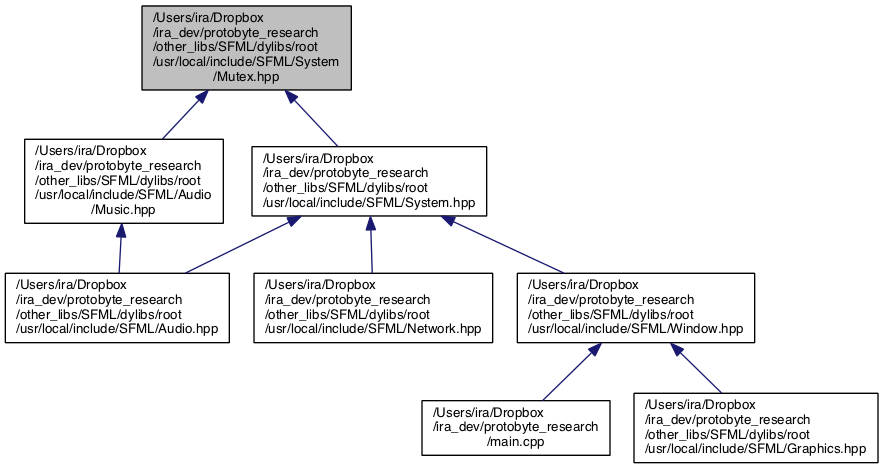 /Users/ira/Dropbox
/ira_dev/protobyte_research
/other_libs/SFML/dylibs/root
/usr/local/include/SFML/System
/Mutex.hpp
/Users/ira/Dropbox
/ira_dev/protobyte_research
/other_libs/SFML/dylibs/root
/usr/local/include/SFML/Audio
/Music.hpp
/Users/ira/Dropbox
/ira_dev/protobyte_research
/other_libs/SFML/dylibs/root
/usr/local/include/SFML/System.hpp
/Users/ira/Dropbox
/ira_dev/protobyte_research
/other_libs/SFML/dylibs/root
/usr/local/include/SFML/Audio.hpp
/Users/ira/Dropbox
/ira_dev/protobyte_research
/other_libs/SFML/dylibs/root
/usr/local/include/SFML/Network.hpp
/Users/ira/Dropbox
/ira_dev/protobyte_research
/other_libs/SFML/dylibs/root
/usr/local/include/SFML/Window.hpp
/Users/ira/Dropbox
/ira_dev/protobyte_research
/main.cpp
/Users/ira/Dropbox
/ira_dev/protobyte_research
/other_libs/SFML/dylibs/root
/usr/local/include/SFML/Graphics.hpp